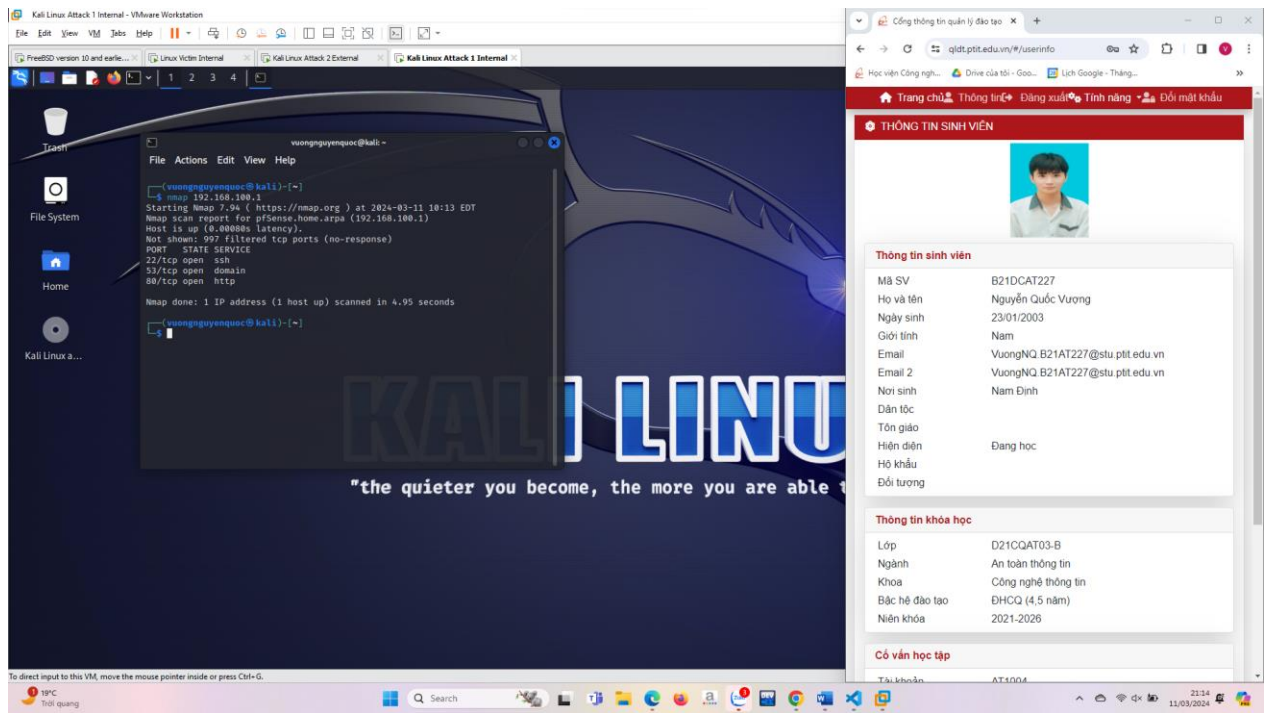 Kali Linux Attack 1 Internal - VMware Workstation
File Edit View VM Tabs Help
FreeBSD version 10 and earlie...
Linux Victim Internal
Kali Linux Attack 2 External
Kali Linux Attack 1 Internal
1 2 3 4
Trash
File System
Home
Kali Linux a...
vuongnguyenquoc@kali: ~
File Actions Edit View Help
(vuongnguyenquoc㉿kali)-[~]
$ nmap 192.168.100.1
Starting Nmap 7.94 ( https://nmap.org ) at 2024-03-11 10:13 EDT
Nmap scan report for pfSense.home.arpa (192.168.100.1)
Host is up (0.00080s latency).
Not shown: 997 filtered tcp ports (no-response)
PORT STATE SERVICE
22/tcp open ssh
53/tcp open domain
80/tcp open http
Nmap done: 1 IP address (1 host up) scanned in 4.95 seconds
(vuongnguyenquoc㉿kali)-[~]
$
KALI LINU
"the quieter you become, the more you are able t
To direct input to this VM, move the mouse pointer inside or press Ctrl+G.
Cổng thông tin quản lý đào tạo
qldt.ptit.edu.vn/#/userinfo
Học viện Công ngh...
Drive của tôi - Goo...
Lịch Google - Tháng...
Trang chủ Thông tin Đăng xuất Tính năng Đổi mật khẩu
THÔNG TIN SINH VIÊN
Thông tin sinh viên
Mã SV B21DCAT227
Họ và tên Nguyễn Quốc Vượng
Ngày sinh 23/01/2003
Giới tính Nam
Email VuongNQ.B21AT227@stu.ptit.edu.vn
Email 2 VuongNQ.B21AT227@stu.ptit.edu.vn
Nơi sinh Nam Định
Dân tộc
Tôn giáo
Hiện diện Đang học
Hộ khẩu
Đối tượng
Thông tin khóa học
Lớp D21CQAT03-B
Ngành An toàn thông tin
Khoa Công nghệ thông tin
Bậc hệ đào tạo ĐHCQ (4,5 năm)
Niên khóa 2021-2026
Cố vấn học tập
Tài khoản AT1004
19°C
Trời quang
Search
21:14
11/03/2024